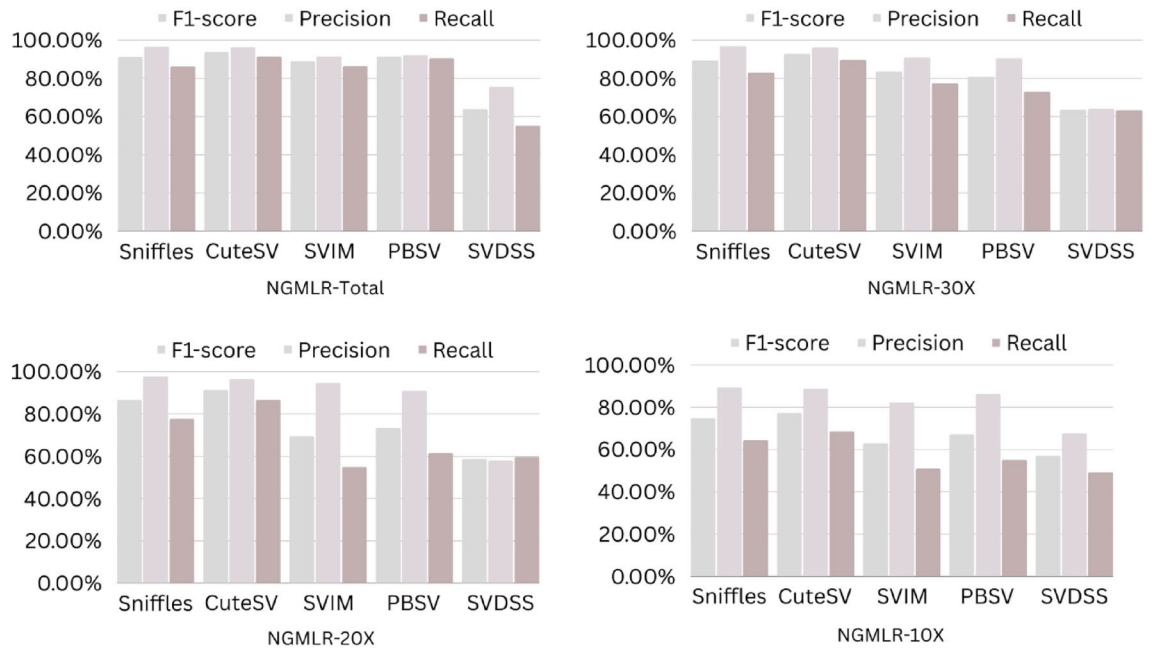 F1-score Precision Recall
100.00%
80.00%
60.00%
40.00%
20.00%
0.00%
Sniffles CuteSV SVIM PBSV SVDSS
NGMLR-Total
F1-score Precision Recall
100.00%
80.00%
60.00%
40.00%
20.00%
0.00%
Sniffles CuteSV SVIM PBSV SVDSS
NGMLR-30X
F1-score Precision Recall
100.00%
80.00%
60.00%
40.00%
20.00%
0.00%
Sniffles CuteSV SVIM PBSV SVDSS
NGMLR-20X
F1-score Precision Recall
100.00%
80.00%
60.00%
40.00%
20.00%
0.00%
Sniffles CuteSV SVIM PBSV SVDSS
NGMLR-10X